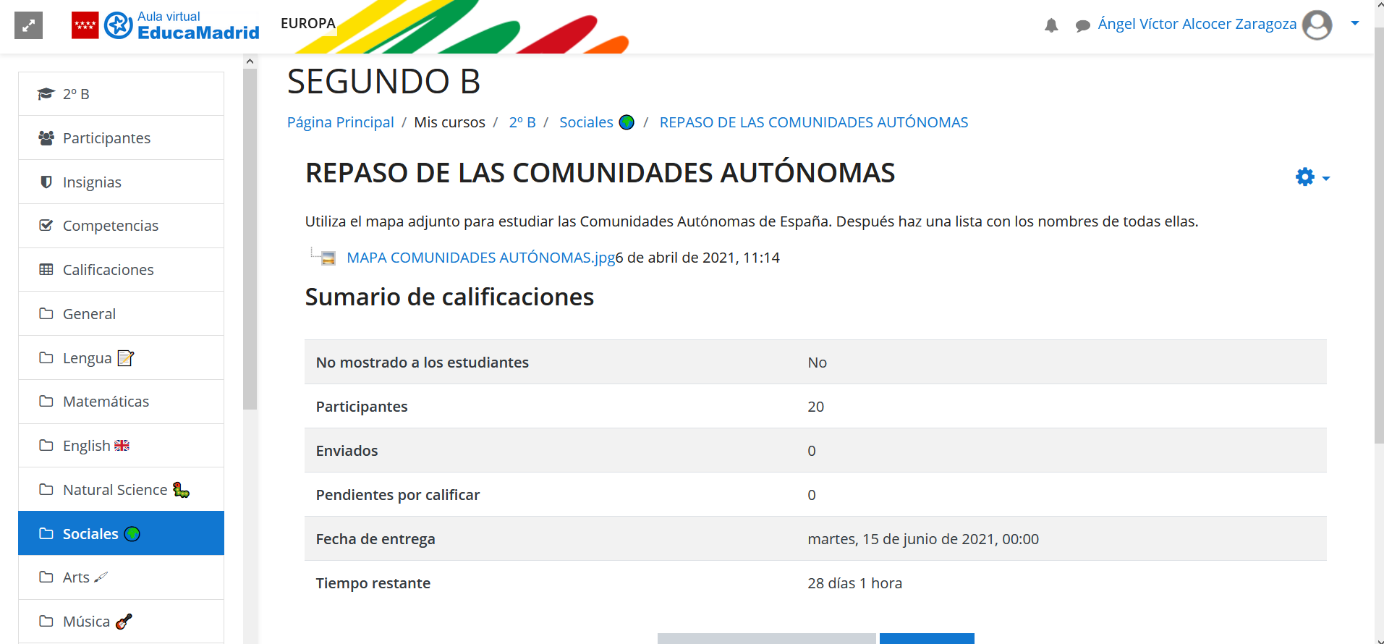 Aula virtual
EducaMadrid
EUROPA
Ángel Víctor Alcocer Zaragoza
2º B
Participantes
Insignias
Competencias
Calificaciones
General
Lengua
Matemáticas
English
Natural Science
Sociales
Arts
Música
SEGUNDO B
Página Principal / Mis cursos / 2º B / Sociales / REPASO DE LAS COMUNIDADES AUTÓNOMAS
REPASO DE LAS COMUNIDADES AUTÓNOMAS
Utiliza el mapa adjunto para estudiar las Comunidades Autónomas de España. Después haz una lista con los nombres de todas ellas.
MAPA COMUNIDADES AUTÓNOMAS.jpg6 de abril de 2021, 11:14
Sumario de calificaciones
No mostrado a los estudiantes No
Participantes 20
Enviados 0
Pendientes por calificar 0
Fecha de entrega martes, 15 de junio de 2021, 00:00
Tiempo restante 28 días 1 hora